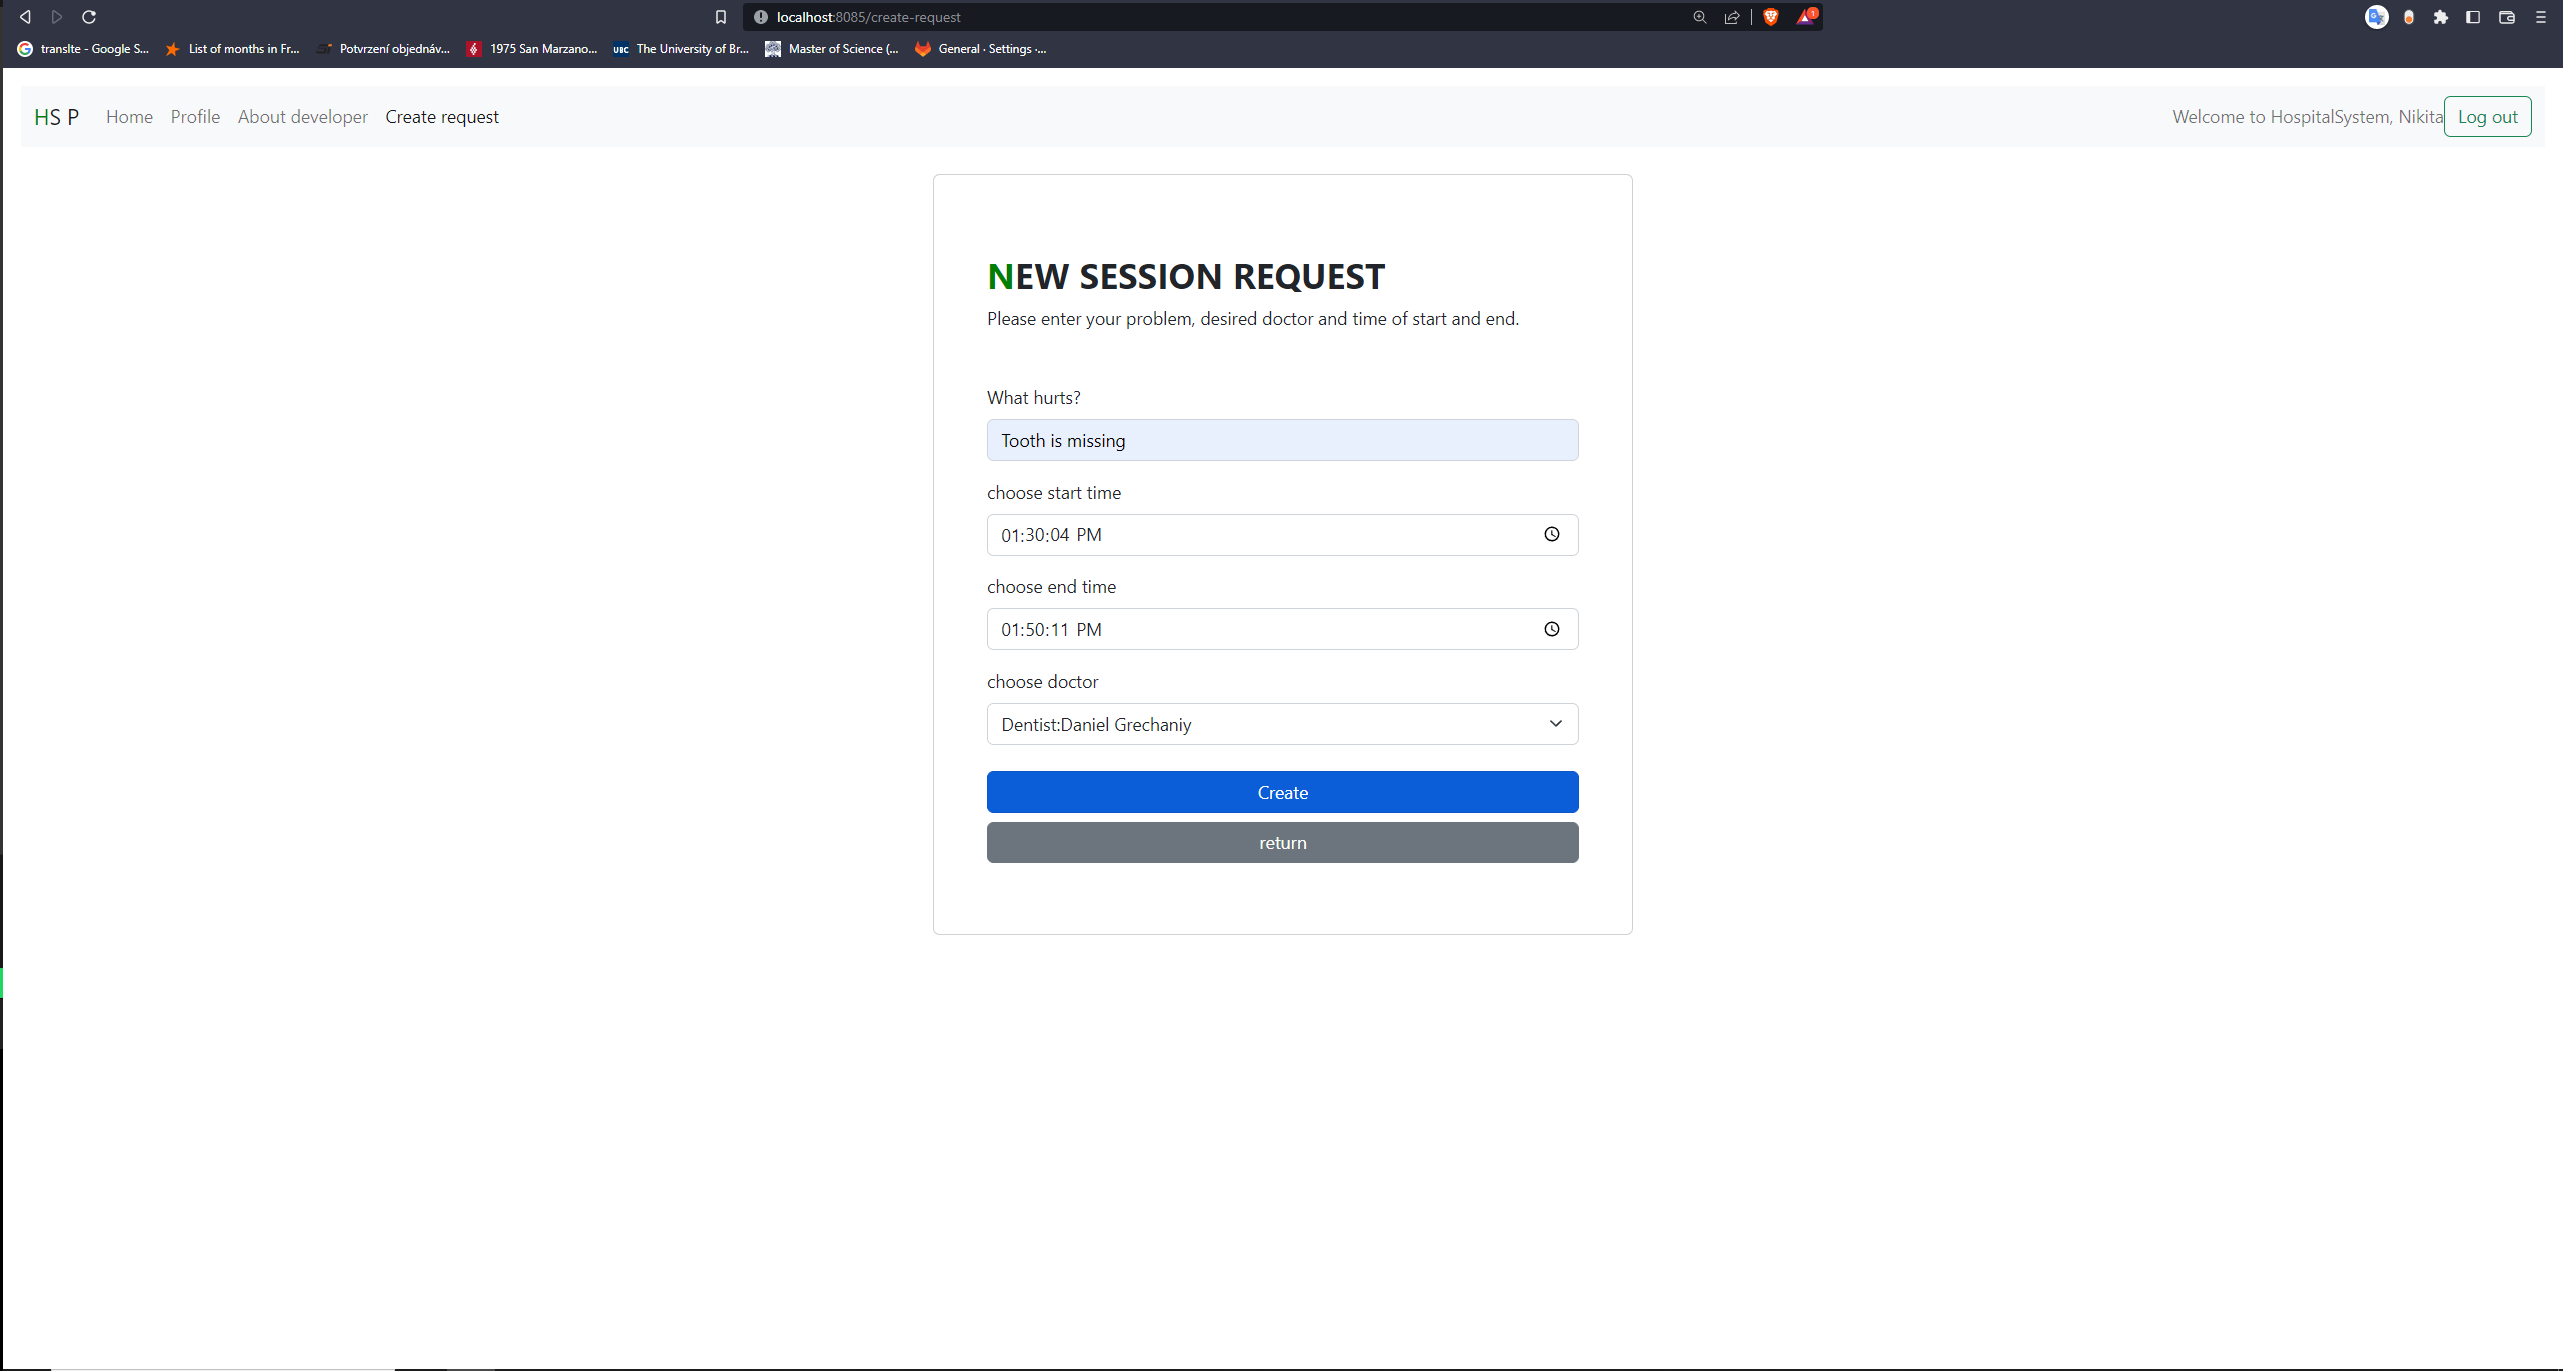 localhost:8085/create-request
translte - Google S...
List of months in Fr...
Potvrzení objednáv...
1975 San Marzano...
UBC The University of Br...
Master of Science (...
General · Settings ·...
HS P
Home
Profile
About developer
Create request
Welcome to HospitalSystem, Nikita
Log out
NEW SESSION REQUEST
Please enter your problem, desired doctor and time of start and end.
What hurts?
Tooth is missing
choose start time
01:30:04 PM
choose end time
01:50:11 PM
choose doctor
Dentist:Daniel Grechaniy
Create
return